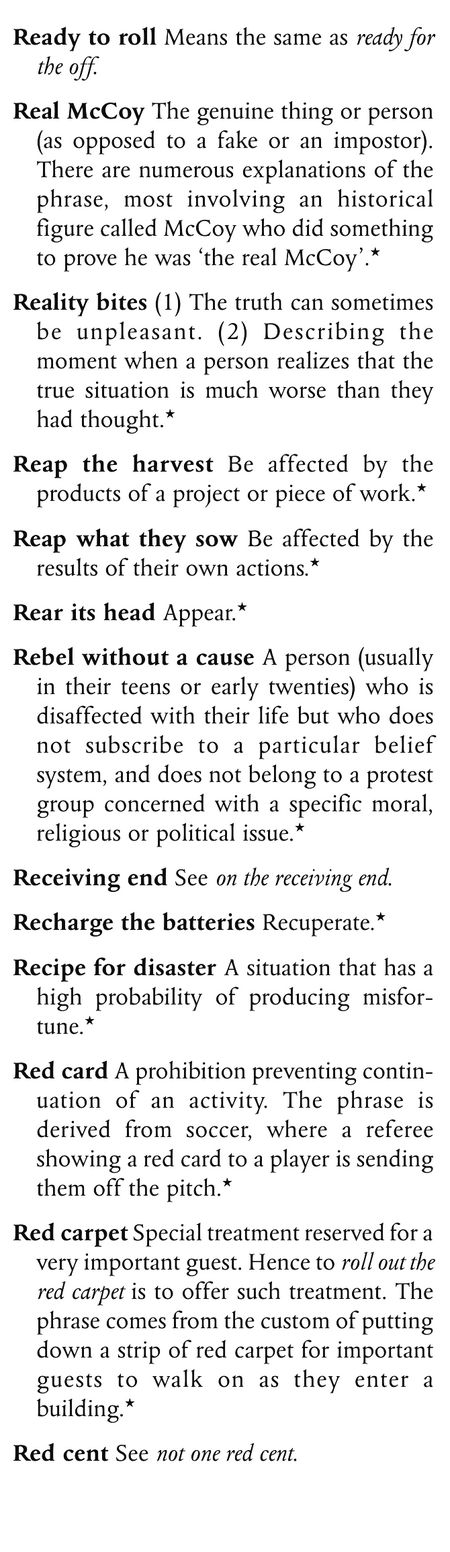 Ready to roll Means the same as ready for
the off.
Real McCoy The genuine thing or person
(as opposed to a fake or an impostor).
There are numerous explanations of the
phrase, most involving an historical
figure called McCoy who did something
to prove he was ‘the real McCoy’.★
Reality bites (1) The truth can sometimes
be unpleasant. (2) Describing the
moment when a person realizes that the
true situation is much worse than they
had thought.★
Reap the harvest Be affected by the
products of a project or piece of work.★
Reap what they sow Be affected by the
results of their own actions.★
Rear its head Appear.★
Rebel without a cause A person (usually
in their teens or early twenties) who is
disaffected with their life but who does
not subscribe to a particular belief
system, and does not belong to a protest
group concerned with a specific moral,
religious or political issue.★
Receiving end See on the receiving end.
Recharge the batteries Recuperate.★
Recipe for disaster A situation that has a
high probability of producing misfor-
tune.★
Red card A prohibition preventing contin-
uation of an activity. The phrase is
derived from soccer, where a referee
showing a red card to a player is sending
them off the pitch.★
Red carpet Special treatment reserved for a
very important guest. Hence to roll out the
red carpet is to offer such treatment. The
phrase comes from the custom of putting
down a strip of red carpet for important
guests to walk on as they enter a
building.★
Red cent See not one red cent.